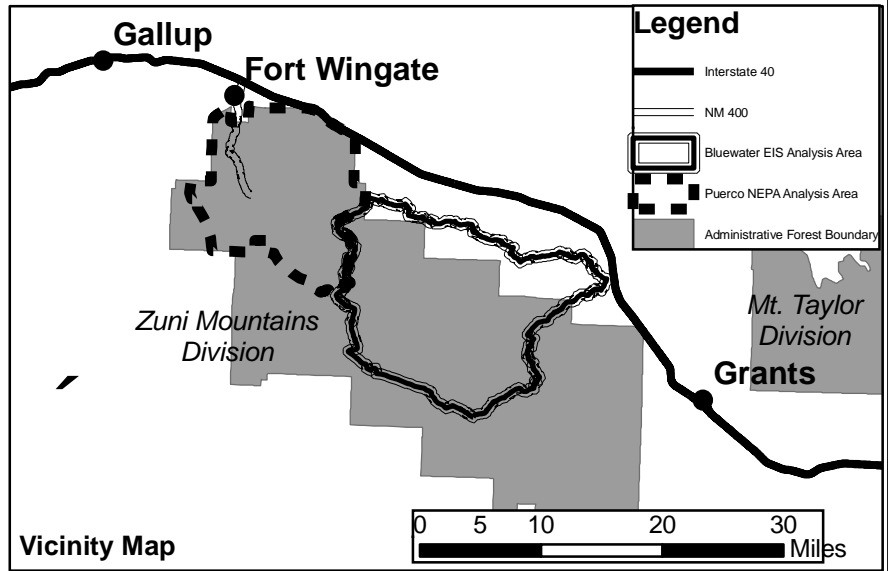 Gallup
Fort Wingate
Legend
Interstate 40
NM 400
Bluewater EIS Analysis Area
Puerco NEPA Analysis Area
Administrative Forest Boundary
Zuni Mountains
Division
Mt. Taylor
Division
Grants
0 5 10 20 30
Miles
Vicinity Map